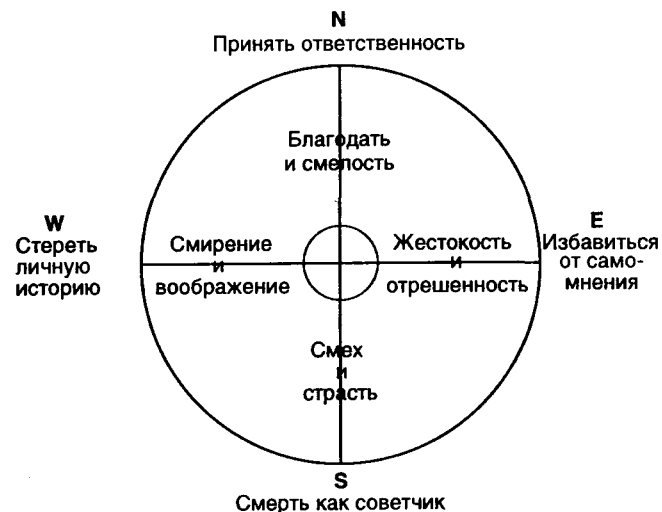 N
Принять ответственность
Благодать
и смелость
W
Стереть
личную
историю
Смирение
и
воображение
Жестокость
и
отрешенность
E
Избавиться
от само-
мнения
Смех
и
страсть
S
Смерть как советчик